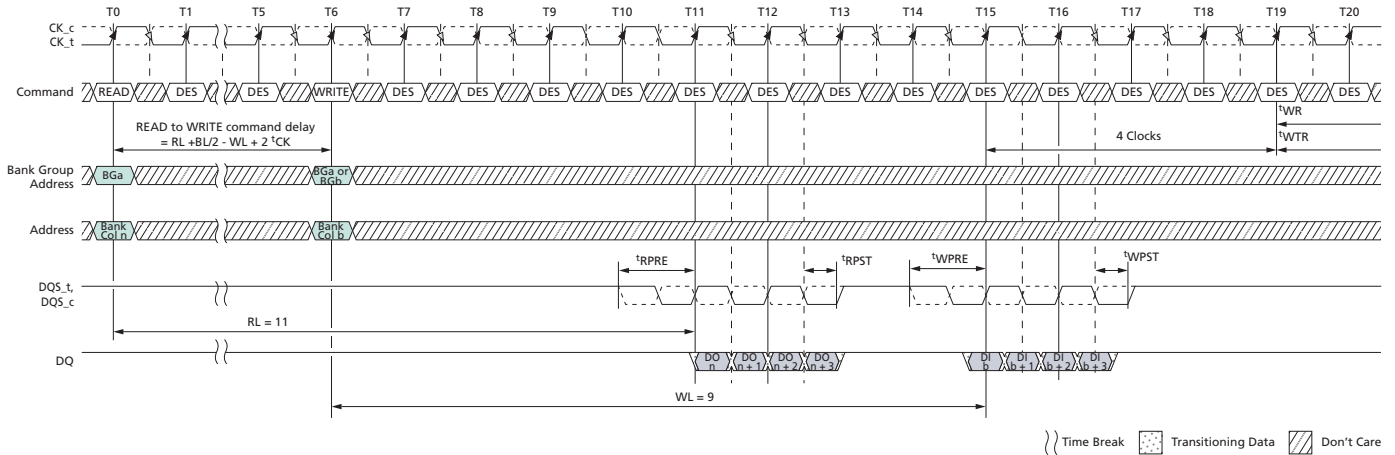 T0 T1 T5 T6 T7 T8 T9 T10 T11 T12 T13 T14 T15 T16 T17 T18 T19 T20
CK_c
CK_t
Command READ DES DES WRITE DES DES DES DES DES DES DES DES DES DES DES DES DES DES
tWR
READ to WRITE command delay
= RL +BL/2 - WL + 2 tCK
4 Clocks
tWTR
Bank Group
Address
BGa
BGa or
BGb
Address
Bank
Col n
Bank
Col b
tRPRE tRPST tWPRE tWPST
DQS_t,
DQS_c
RL = 11
DQ
DO
n
DO
n + 1
DO
n + 2
DO
n + 3
DI
b
DI
b + 1
DI
b + 2
DI
b + 3
WL = 9
Time Break Transitioning Data Don't Care